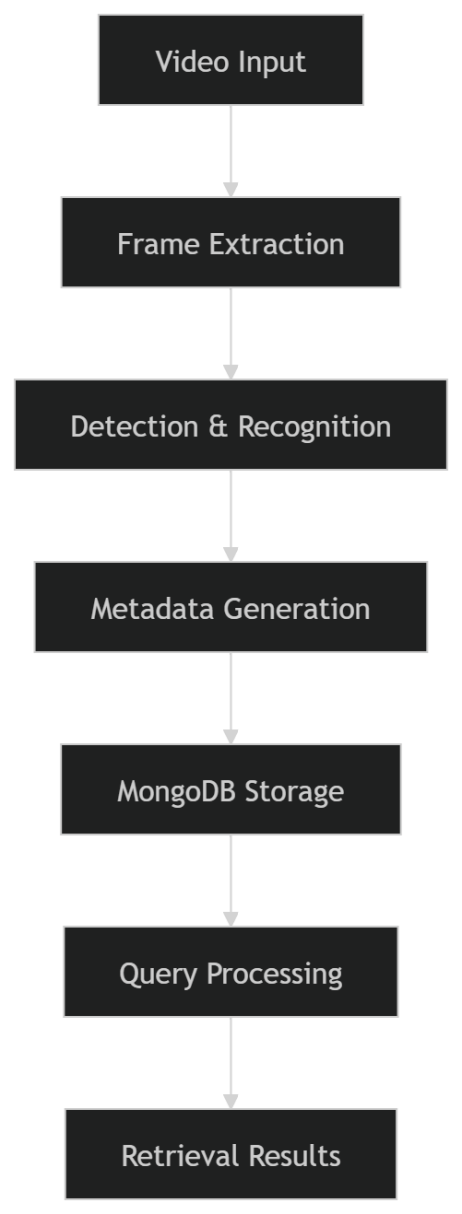 Video Input
Frame Extraction
Detection & Recognition
Metadata Generation
MongoDB Storage
Query Processing
Retrieval Results